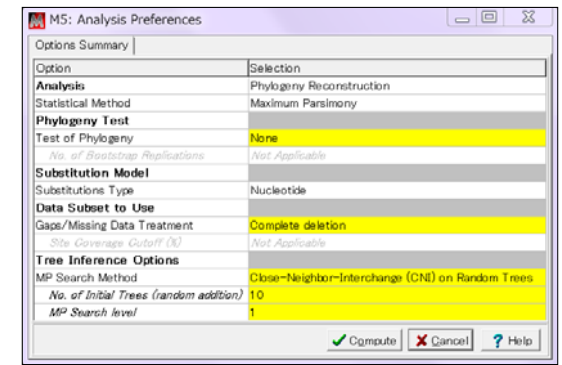 M5: Analysis Preferences
Options Summary
Option Selection
Analysis Phylogeny Reconstruction
Statistical Method Maximum Parsimony
Phylogeny Test
Test of Phylogeny None
No. of Bootstrap Replications Not Applicable
Substitution Model
Substitutions Type Nucleotide
Data Subset to Use
Gaps/Missing Data Treatment Complete deletion
Site Coverage Cutoff (%) Not Applicable
Tree Inference Options
MP Search Method Close-Neighbor-Interchange (CNI) on Random Trees
No. of Initial Trees (random addition) 10
MP Search level 1
Compute Cancel Help